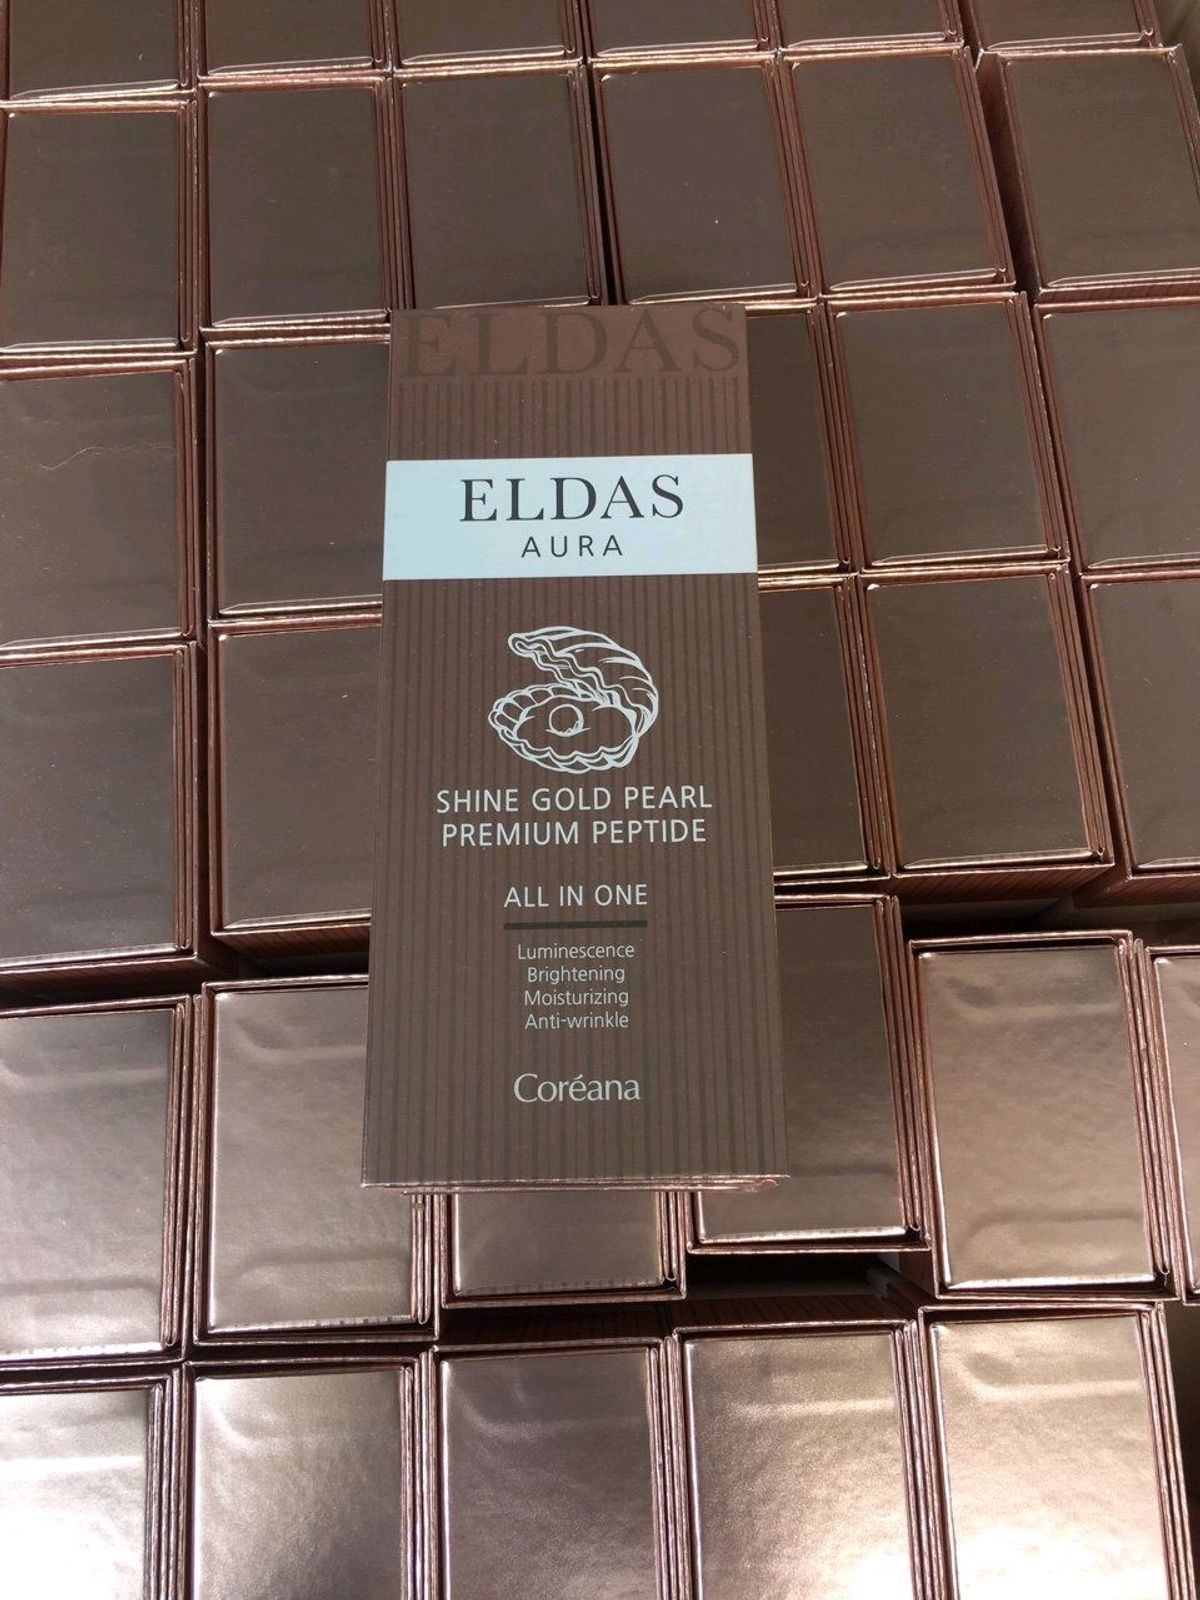 ELDAS
ELDAS
AURA
SHINE GOLD PEARL
PREMIUM PEPTIDE
ALL IN ONE
Luminescence
Brightening
Moisturizing
Anti-wrinkle
Coréana